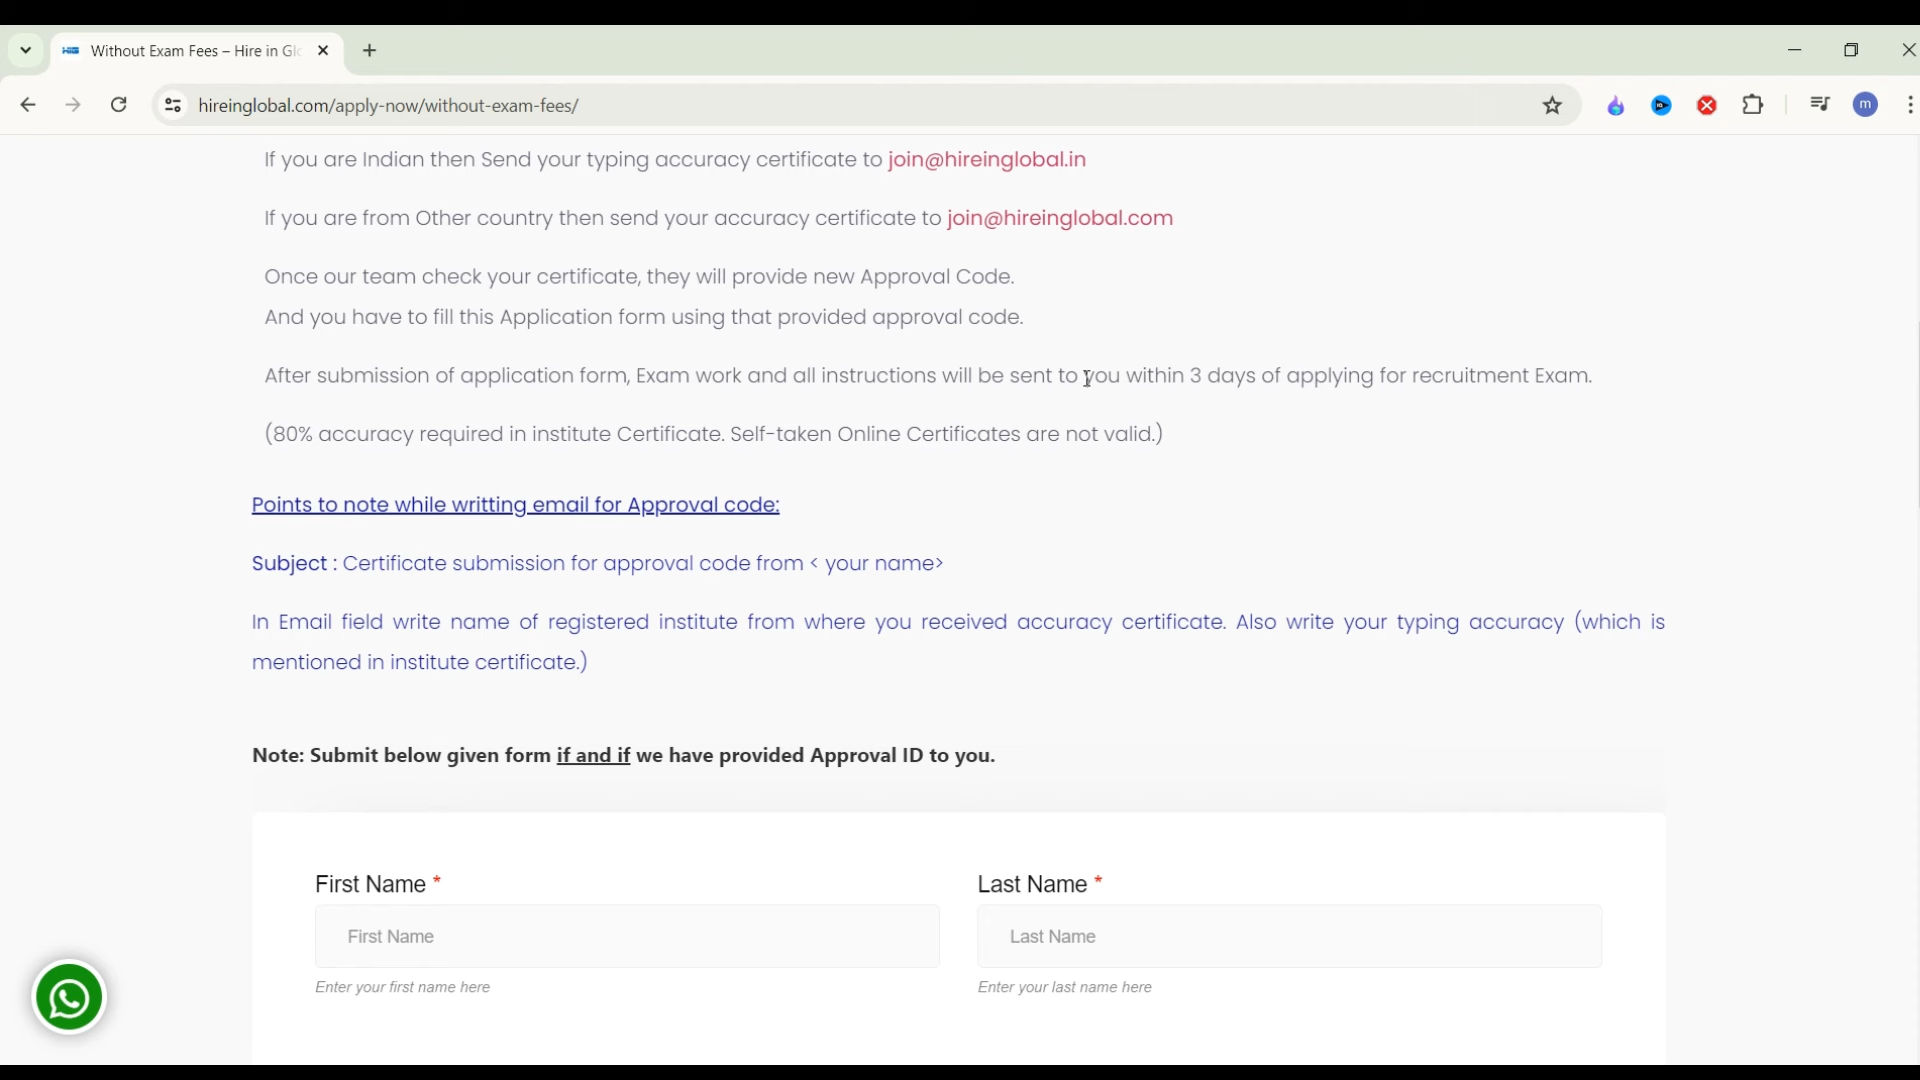 Without Exam Fees – Hire in Glo
hireinglobal.com/apply-now/without-exam-fees/
m
If you are Indian then Send your typing accuracy certificate to join@hireinglobal.in
If you are from Other country then send your accuracy certificate to join@hireinglobal.com
Once our team check your certificate, they will provide new Approval Code.
And you have to fill this Application form using that provided approval code.
After submission of application form, Exam work and all instructions will be sent to you within 3 days of applying for recruitment Exam.
(80% accuracy required in institute Certificate. Self-taken Online Certificates are not valid.)
Points to note while writting email for Approval code:
Subject : Certificate submission for approval code from < your name>
In Email field write name of registered institute from where you received accuracy certificate. Also write your typing accuracy (which is
mentioned in institute certificate.)
Note: Submit below given form if and if we have provided Approval ID to you.
First Name *
Last Name *
First Name
Last Name
Enter your first name here
Enter your last name here